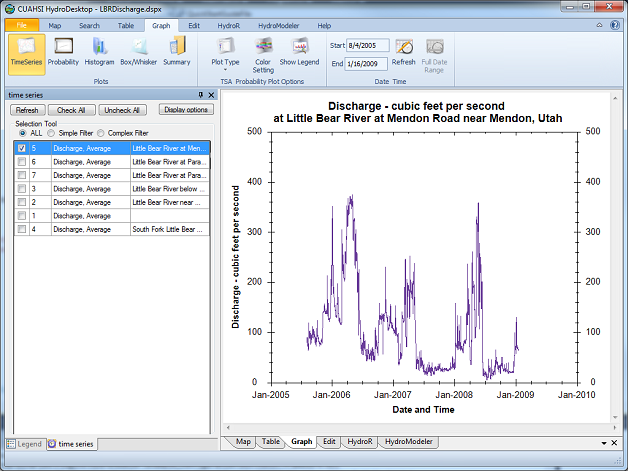 CUAHSI HydroDesktop - LBRDischarge.dspx
File Map Table Search Graph Edit HydroR HydroModeler Help
TimeSeries Probability Histogram Box/Whisker Summary
Plots
Plot Type Color Setting Show Legend
TSA Probability Plot Options
Start 8/4/2005
End 1/16/2009
Refresh Full Date Range
Date Time
time series
Refresh Check All Uncheck All Display options
Selection Tool
ALL Simple Filter Complex Filter
5 Discharge, Average Little Bear River at Men...
6 Discharge, Average Little Bear River at Para...
7 Discharge, Average Little Bear River at Para...
3 Discharge, Average Little Bear River below ...
2 Discharge, Average Little Bear River near ...
1 Discharge, Average
4 Discharge, Average South Fork Little Bear ...
Legend time series
Discharge - cubic feet per second
at Little Bear River at Mendon Road near Mendon, Utah
Discharge - cubic feet per second
500 500
400 400
300 300
200 200
100 100
0 0
Jan-2005 Jan-2006 Jan-2007 Jan-2008 Jan-2009 Jan-2010
Date and Time
Map Table Graph Edit HydroR HydroModeler